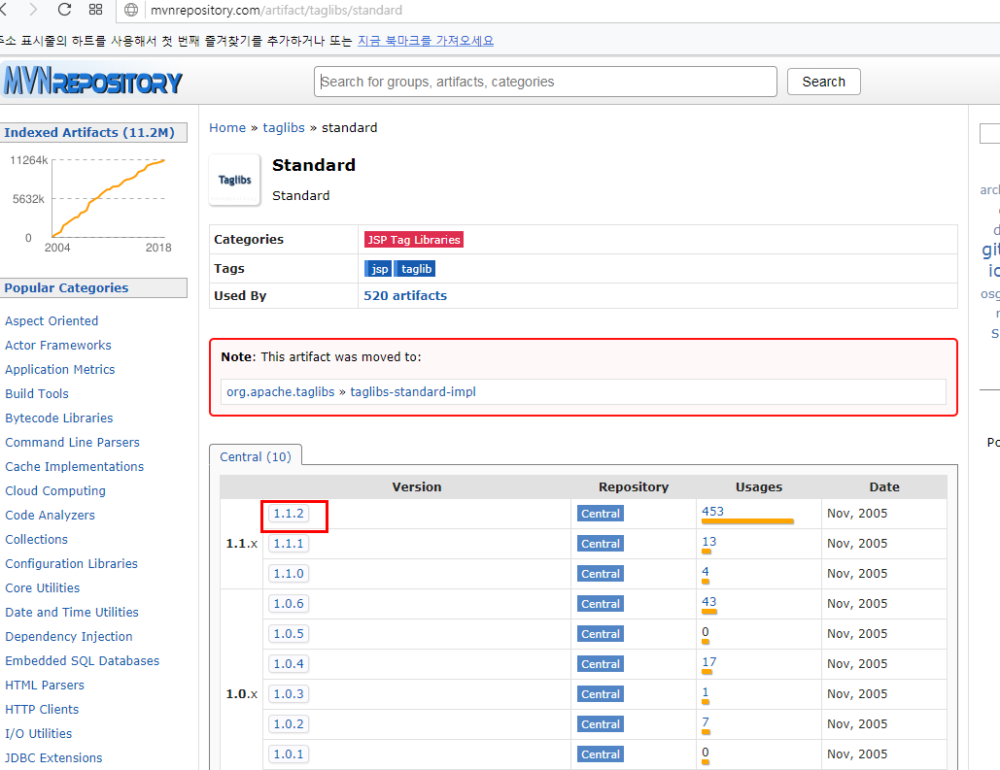 mvnrepository.com/artifact/taglibs/standard
주소 표시줄의 하트를 사용해서 첫 번째 즐겨찾기를 추가하거나 또는 지금 북마크를 가져오세요
MVNREPOSITORY
Search for groups, artifacts, categories
Search
Indexed Artifacts (11.2M)
11264k
5632k
0
2004 2018
Popular Categories
Aspect Oriented
Actor Frameworks
Application Metrics
Build Tools
Bytecode Libraries
Command Line Parsers
Cache Implementations
Cloud Computing
Code Analyzers
Collections
Configuration Libraries
Core Utilities
Date and Time Utilities
Dependency Injection
Embedded SQL Databases
HTML Parsers
HTTP Clients
I/O Utilities
JDBC Extensions
Home » taglibs » standard
Taglibs
Standard
Standard
Categories JSP Tag Libraries
Tags jsp taglib
Used By 520 artifacts
Note: This artifact was moved to:
org.apache.taglibs » taglibs-standard-impl
Central (10)
Version Repository Usages Date
1.1.2 Central 453 Nov, 2005
1.1.x 1.1.1 Central 13 Nov, 2005
1.1.0 Central 4 Nov, 2005
1.0.6 Central 43 Nov, 2005
1.0.5 Central 0 Nov, 2005
1.0.4 Central 17 Nov, 2005
1.0.x 1.0.3 Central 1 Nov, 2005
1.0.2 Central 7 Nov, 2005
1.0.1 Central 0 Nov, 2005